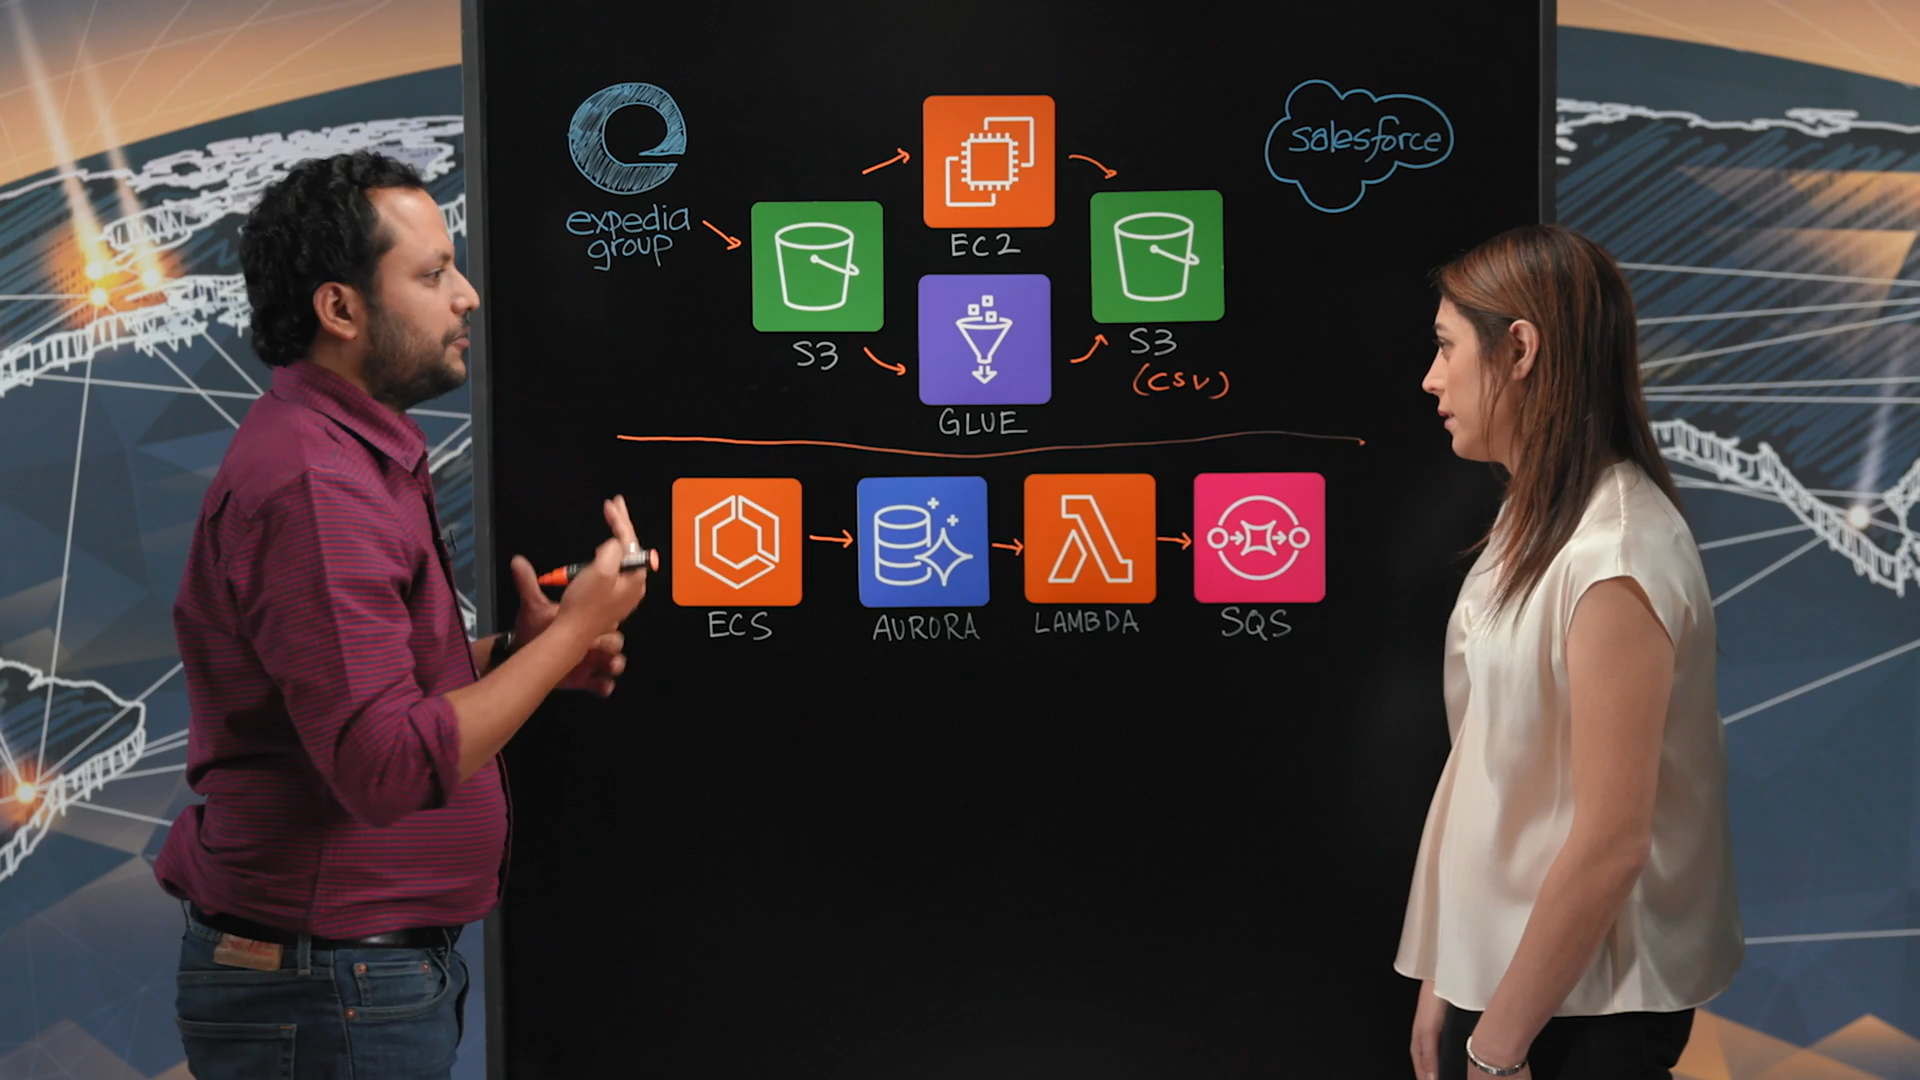 expedia
group
S3
EC2
GLUE
S3
(CSV)
salesforce
ECS
AURORA
LAMBDA
SQS